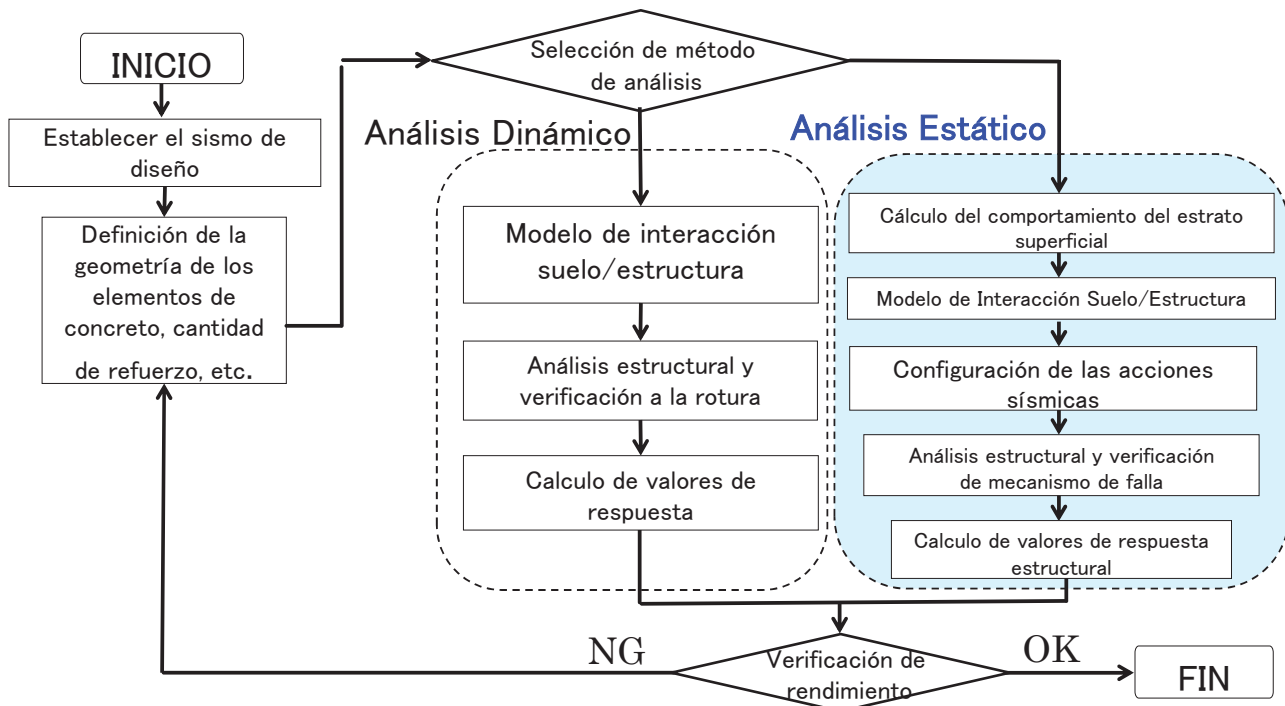 INICIO
Establecer el sismo de
diseño
Definición de la
geometría de los
elementos de
concreto, cantidad
de refuerzo, etc.
Selección de método
de análisis
Análisis Dinámico
Modelo de interacción
suelo/estructura
Análisis estructural y
verificación a la rotura
Calculo de valores de
respuesta
Análisis Estático
Cálculo del comportamiento del estrato
superficial
Modelo de Interacción Suelo/Estructura
Configuración de las acciones
sísmicas
Análisis estructural y verificación
de mecanismo de falla
Calculo de valores de respuesta
estructural
NG
Verificación de
rendimiento
OK
FIN